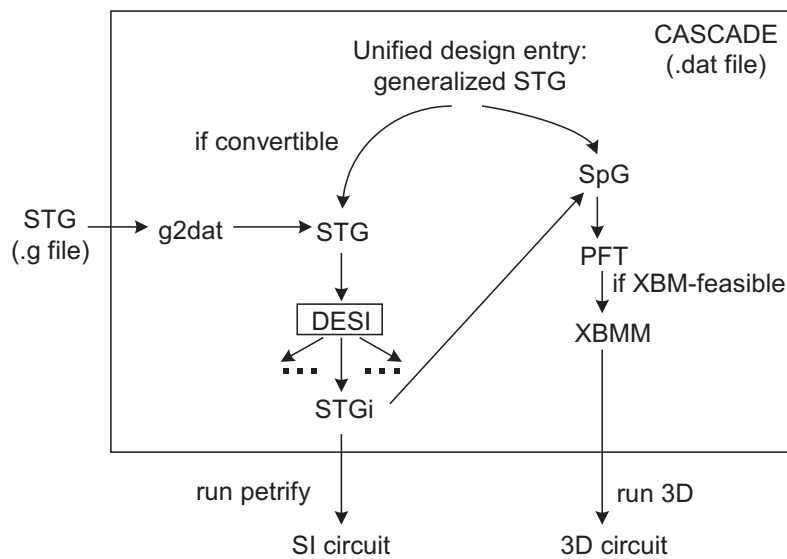 CASCADE
(.dat file)
Unified design entry:
generalized STG
if convertible
SpG
STG
(.g file)
g2dat
STG
PFT
if XBM-feasible
DESI
XBMM
STGi
run petrify
run 3D
SI circuit
3D circuit